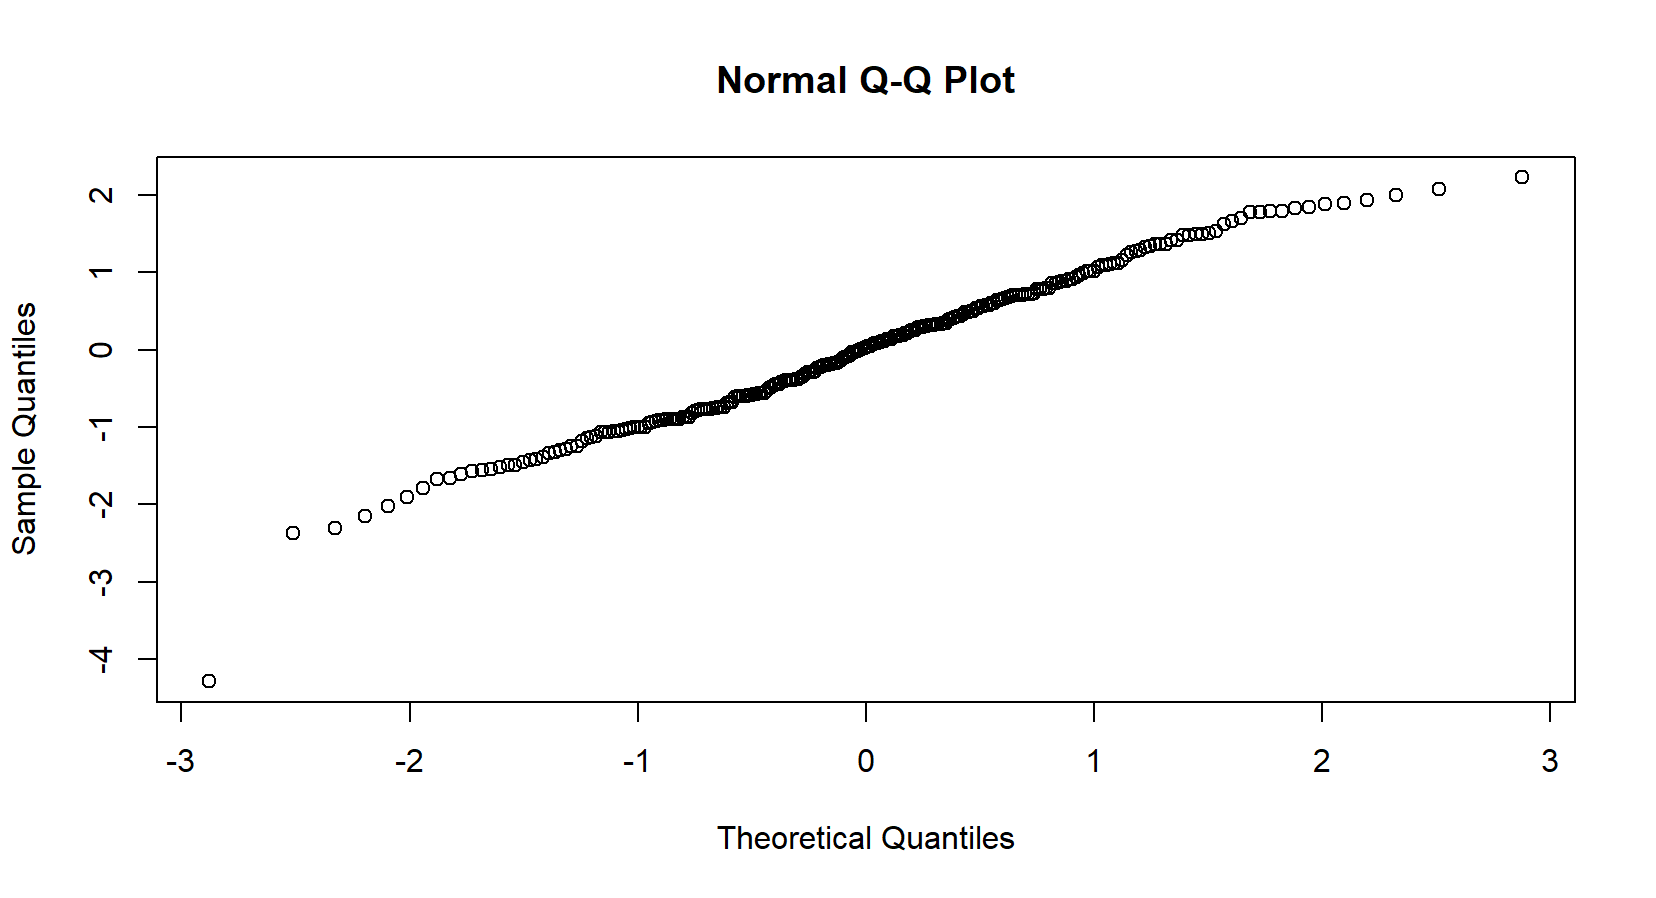 Normal Q-Q Plot
Sample Quantiles
2
1
0
-1
-2
-3
-4
-3 -2 -1 0 1 2 3
Theoretical Quantiles